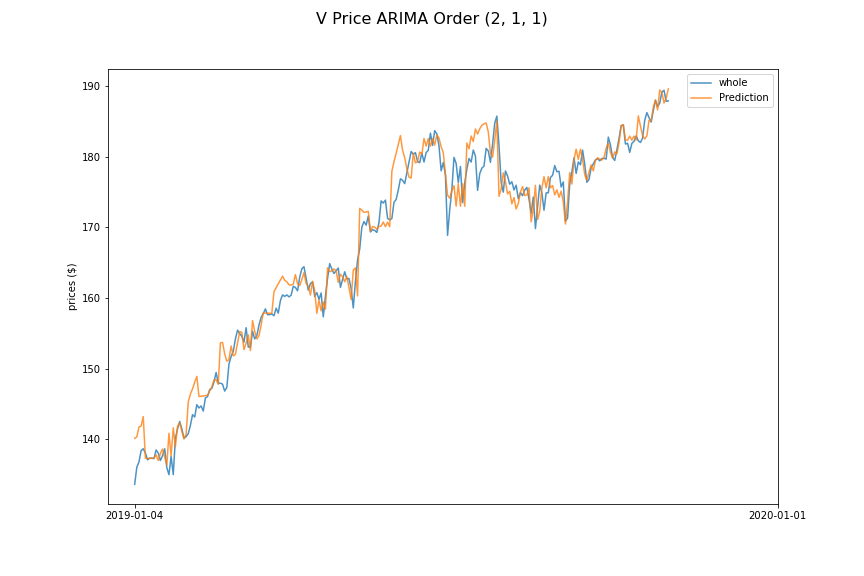 V Price ARIMA Order (2, 1, 1)
whole
Prediction
190
180
170
160
150
140
prices ($)
2019-01-04
2020-01-01